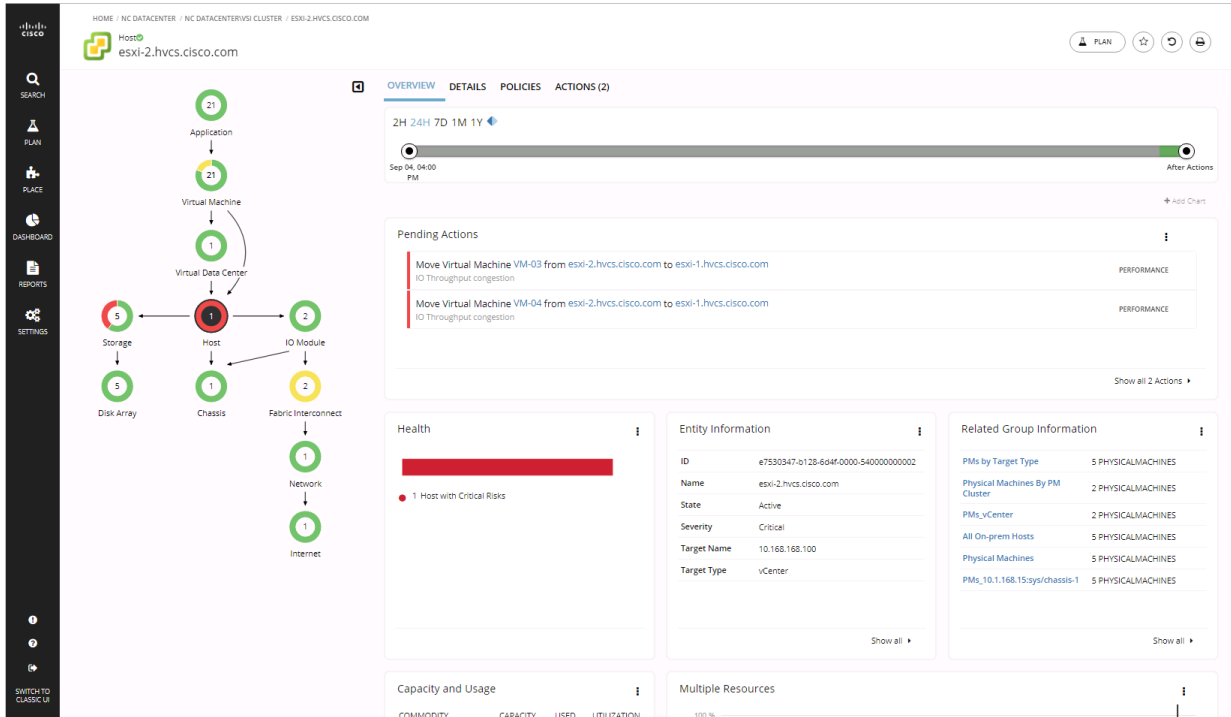 CISCO
SEARCH
PLAN
PLACE
DASHBOARD
REPORTS
SETTINGS
SWITCH TO
CLASSIC UI
HOME / NC DATACENTER / NC DATACENTER\VSI CLUSTER / ESXI-2.HVCS.CISCO.COM
Host
esxi-2.hvcs.cisco.com
PLAN
21
Application
21
Virtual Machine
1
Virtual Data Center
5
1
2
Storage
Host
IO Module
5
1
2
Disk Array
Chassis
Fabric Interconnect
1
Network
1
Internet
OVERVIEW DETAILS POLICIES ACTIONS (2)
2H 24H 7D 1M 1Y
Sep 04, 04:00
PM
After Actions
+ Add Chart
Pending Actions
Move Virtual Machine VM-03 from esxi-2.hvcs.cisco.com to esxi-1.hvcs.cisco.com
IO Throughput congestion
PERFORMANCE
Move Virtual Machine VM-04 from esxi-2.hvcs.cisco.com to esxi-1.hvcs.cisco.com
IO Throughput congestion
PERFORMANCE
Show all 2 Actions
Health
1 Host with Critical Risks
Entity Information
ID e7530347-b128-6d4f-0000-540000000002
Name esxi-2.hvcs.cisco.com
State Active
Severity Critical
Target Name 10.168.168.100
Target Type vCenter
Show all
Related Group Information
PMs by Target Type 5 PHYSICALMACHINES
Physical Machines By PM
Cluster 2 PHYSICALMACHINES
PMs_vCenter 2 PHYSICALMACHINES
All On-prem Hosts 5 PHYSICALMACHINES
Physical Machines 5 PHYSICALMACHINES
PMs_10.1.168.15:sys/chassis-1 5 PHYSICALMACHINES
Show all
Capacity and Usage
COMMODITY CAPACITY USED UTILIZATION
Multiple Resources
100 %